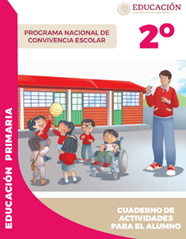 EDUCACIÓN
PROGRAMA NACIONAL DE
CONVIVENCIA ESCOLAR
2º
EDUCACIÓN PRIMARIA
CUADERNO DE
ACTIVIDADES
PARA EL ALUMNO